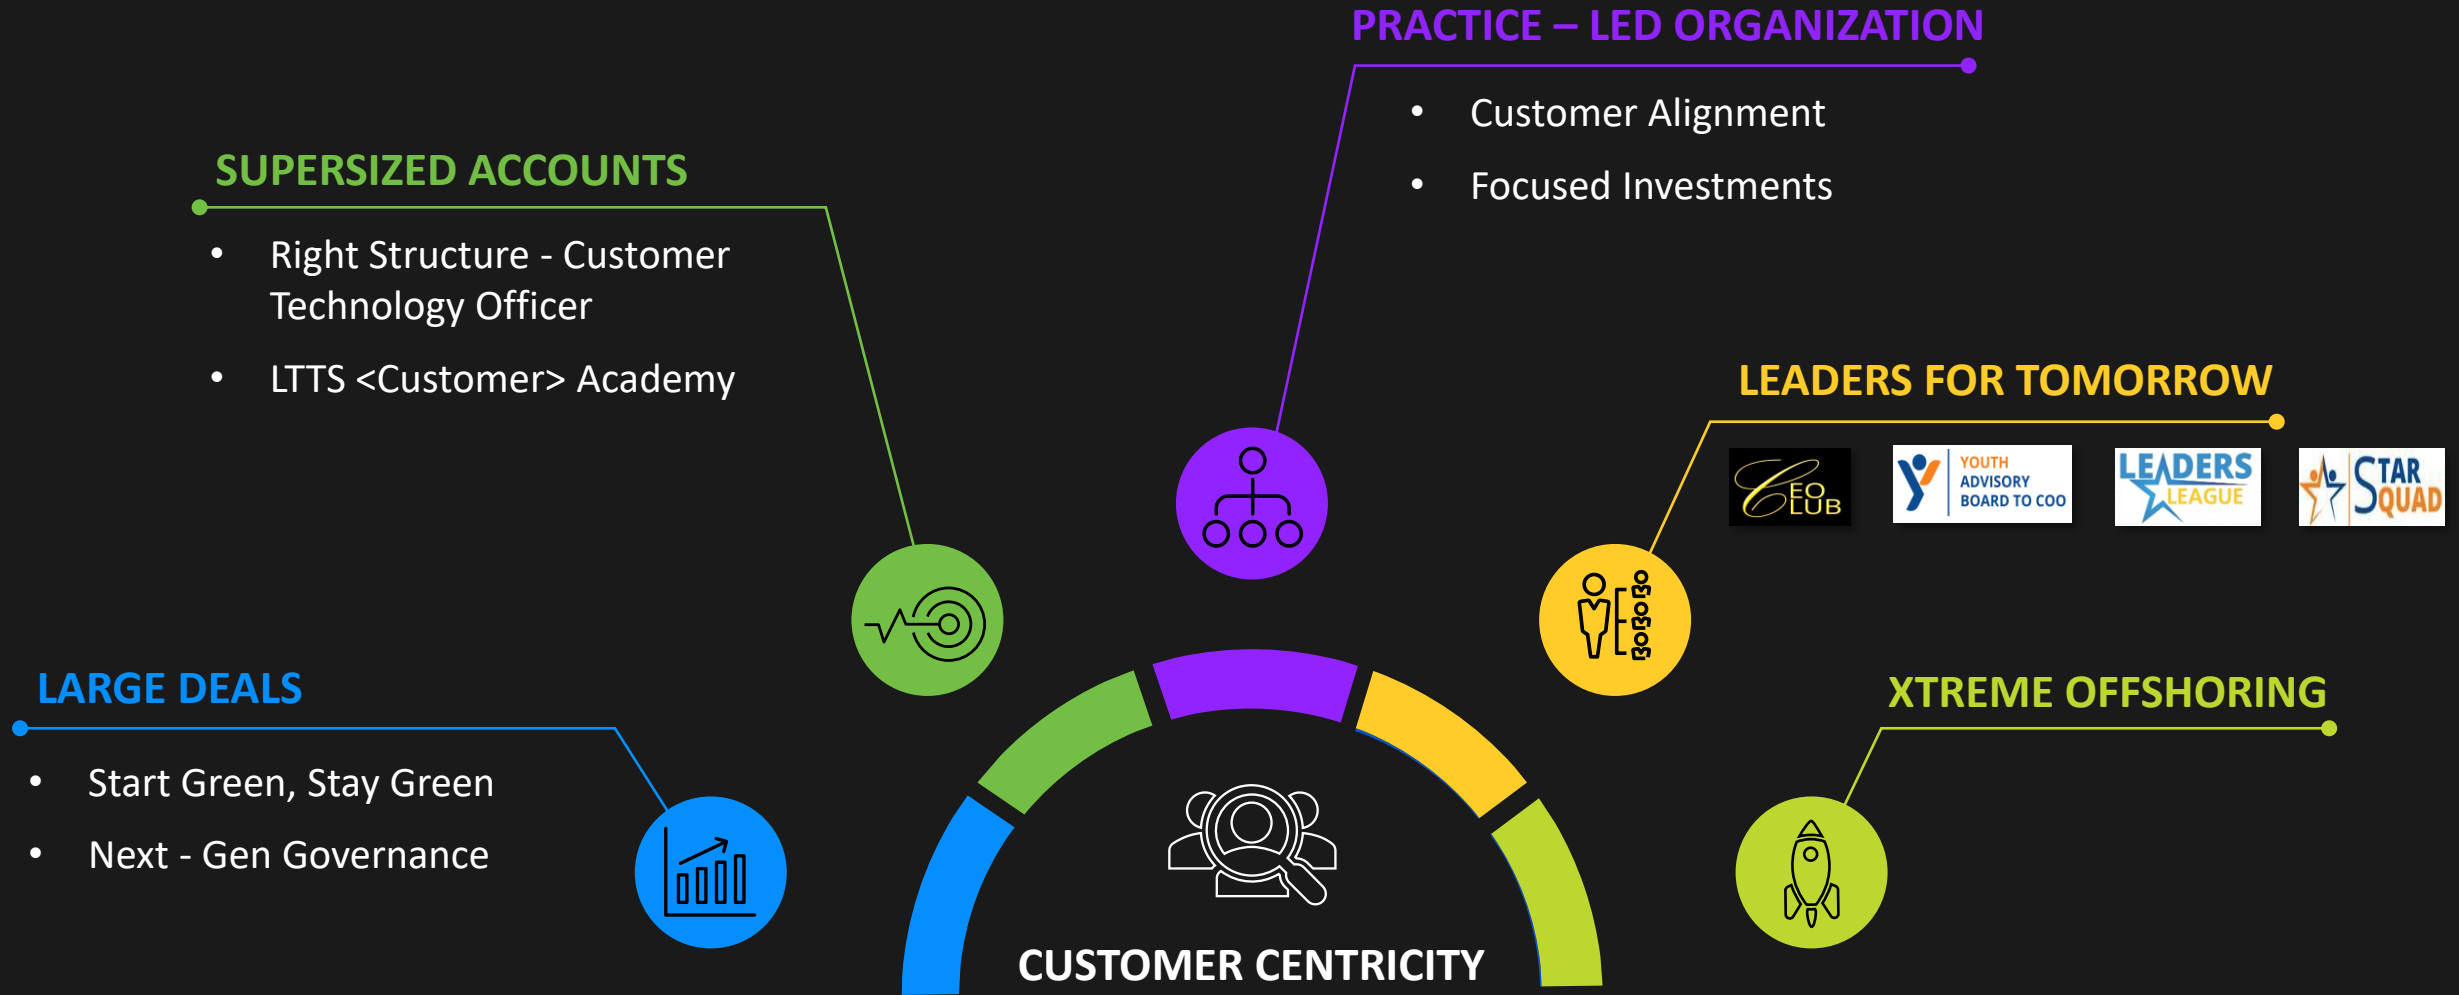 PRACTICE – LED ORGANIZATION
• Customer Alignment
• Focused Investments
SUPERSIZED ACCOUNTS
• Right Structure - Customer
Technology Officer
• LTTS <Customer> Academy
LEADERS FOR TOMORROW
CEO
CLUB
YOUTH
ADVISORY
BOARD TO COO
LEADERS
LEAGUE
STAR
SQUAD
LARGE DEALS
• Start Green, Stay Green
• Next - Gen Governance
XTREME OFFSHORING
CUSTOMER CENTRICITY